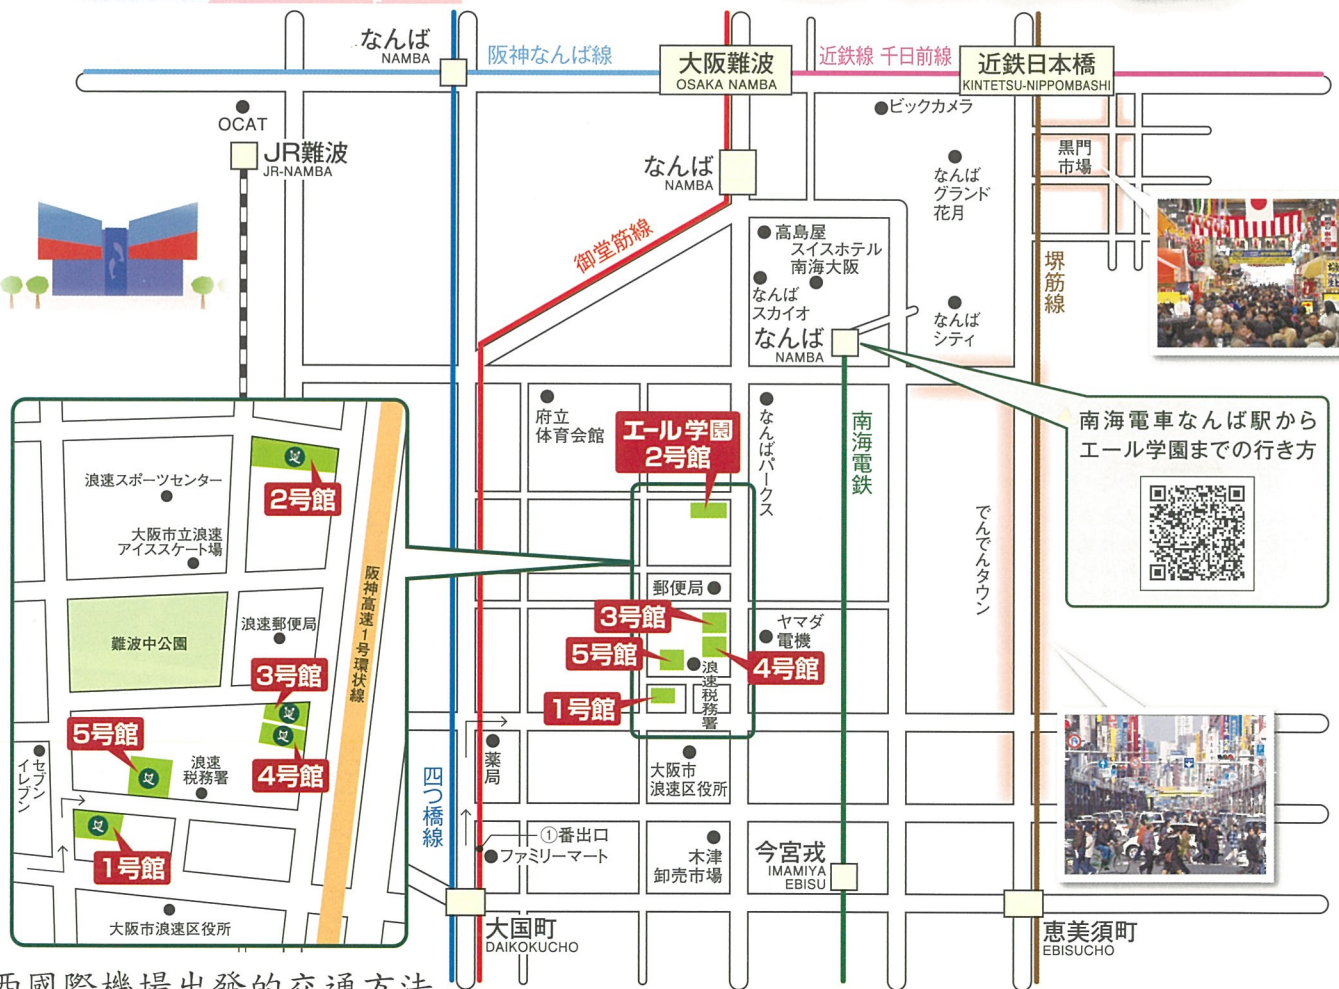 なんば
NAMBA
阪神なんば線
大阪難波
OSAKA NAMBA
近鉄線 千日前線
近鉄日本橋
KINTETSU-NIPPOMBASHI
OCAT
JR難波
JR-NAMBA
なんば
NAMBA
ビックカメラ
なんば
グランド
花月
黒門
市場
御堂筋線
高島屋
スイスホテル
南海大阪
なんば
スカイオ
なんば
NAMBA
なんば
シティ
堺筋線
南海電車なんば駅から
エール学園までの行き方
府立
体育会館
エール学園
2号館
なんばパークス
南海電鉄
でんでんタウン
郵便局
3号館
5号館
4号館
1号館
浪速税務署
ヤマダ
電機
薬局
大阪市
浪速区役所
四つ橋線
①番出口
ファミリーマート
木津
卸売市場
今宮戎
IMAMIYA
EBISU
大国町
DAIKOKUCHO
恵美須町
EBISUCHO
2号館
浪速スポーツセンター
大阪市立浪速
アイススケート場
阪神高速1号環状線
難波中公園
浪速郵便局
3号館
5号館
4号館
浪速
税務署
セブン
イレブン
1号館
大阪市浪速区役所
西國際機場出發的交通方法